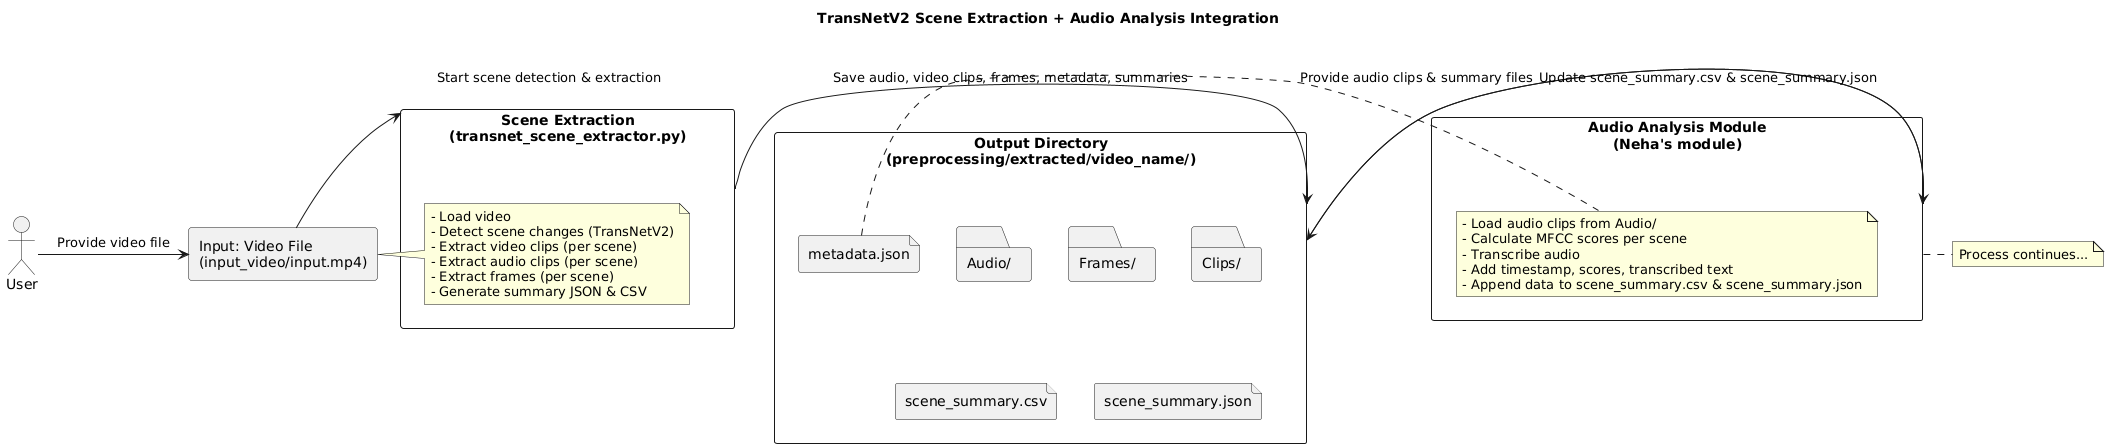 TransNetV2 Scene Extraction + Audio Analysis Integration
Start scene detection & extraction
Save audio, video clips, frames, metadata, summaries
Provide audio clips & summary files
Update scene_summary.csv & scene_summary.json
User
Provide video file
Input: Video File
(input_video/input.mp4)
Scene Extraction
(transnet_scene_extractor.py)
- Load video
- Detect scene changes (TransNetV2)
- Extract video clips (per scene)
- Extract audio clips (per scene)
- Extract frames (per scene)
- Generate summary JSON & CSV
Output Directory
(preprocessing/extracted/video_name/)
metadata.json
Audio/
Frames/
Clips/
scene_summary.csv
scene_summary.json
Audio Analysis Module
(Neha's module)
- Load audio clips from Audio/
- Calculate MFCC scores per scene
- Transcribe audio
- Add timestamp, scores, transcribed text
- Append data to scene_summary.csv & scene_summary.json
Process continues...